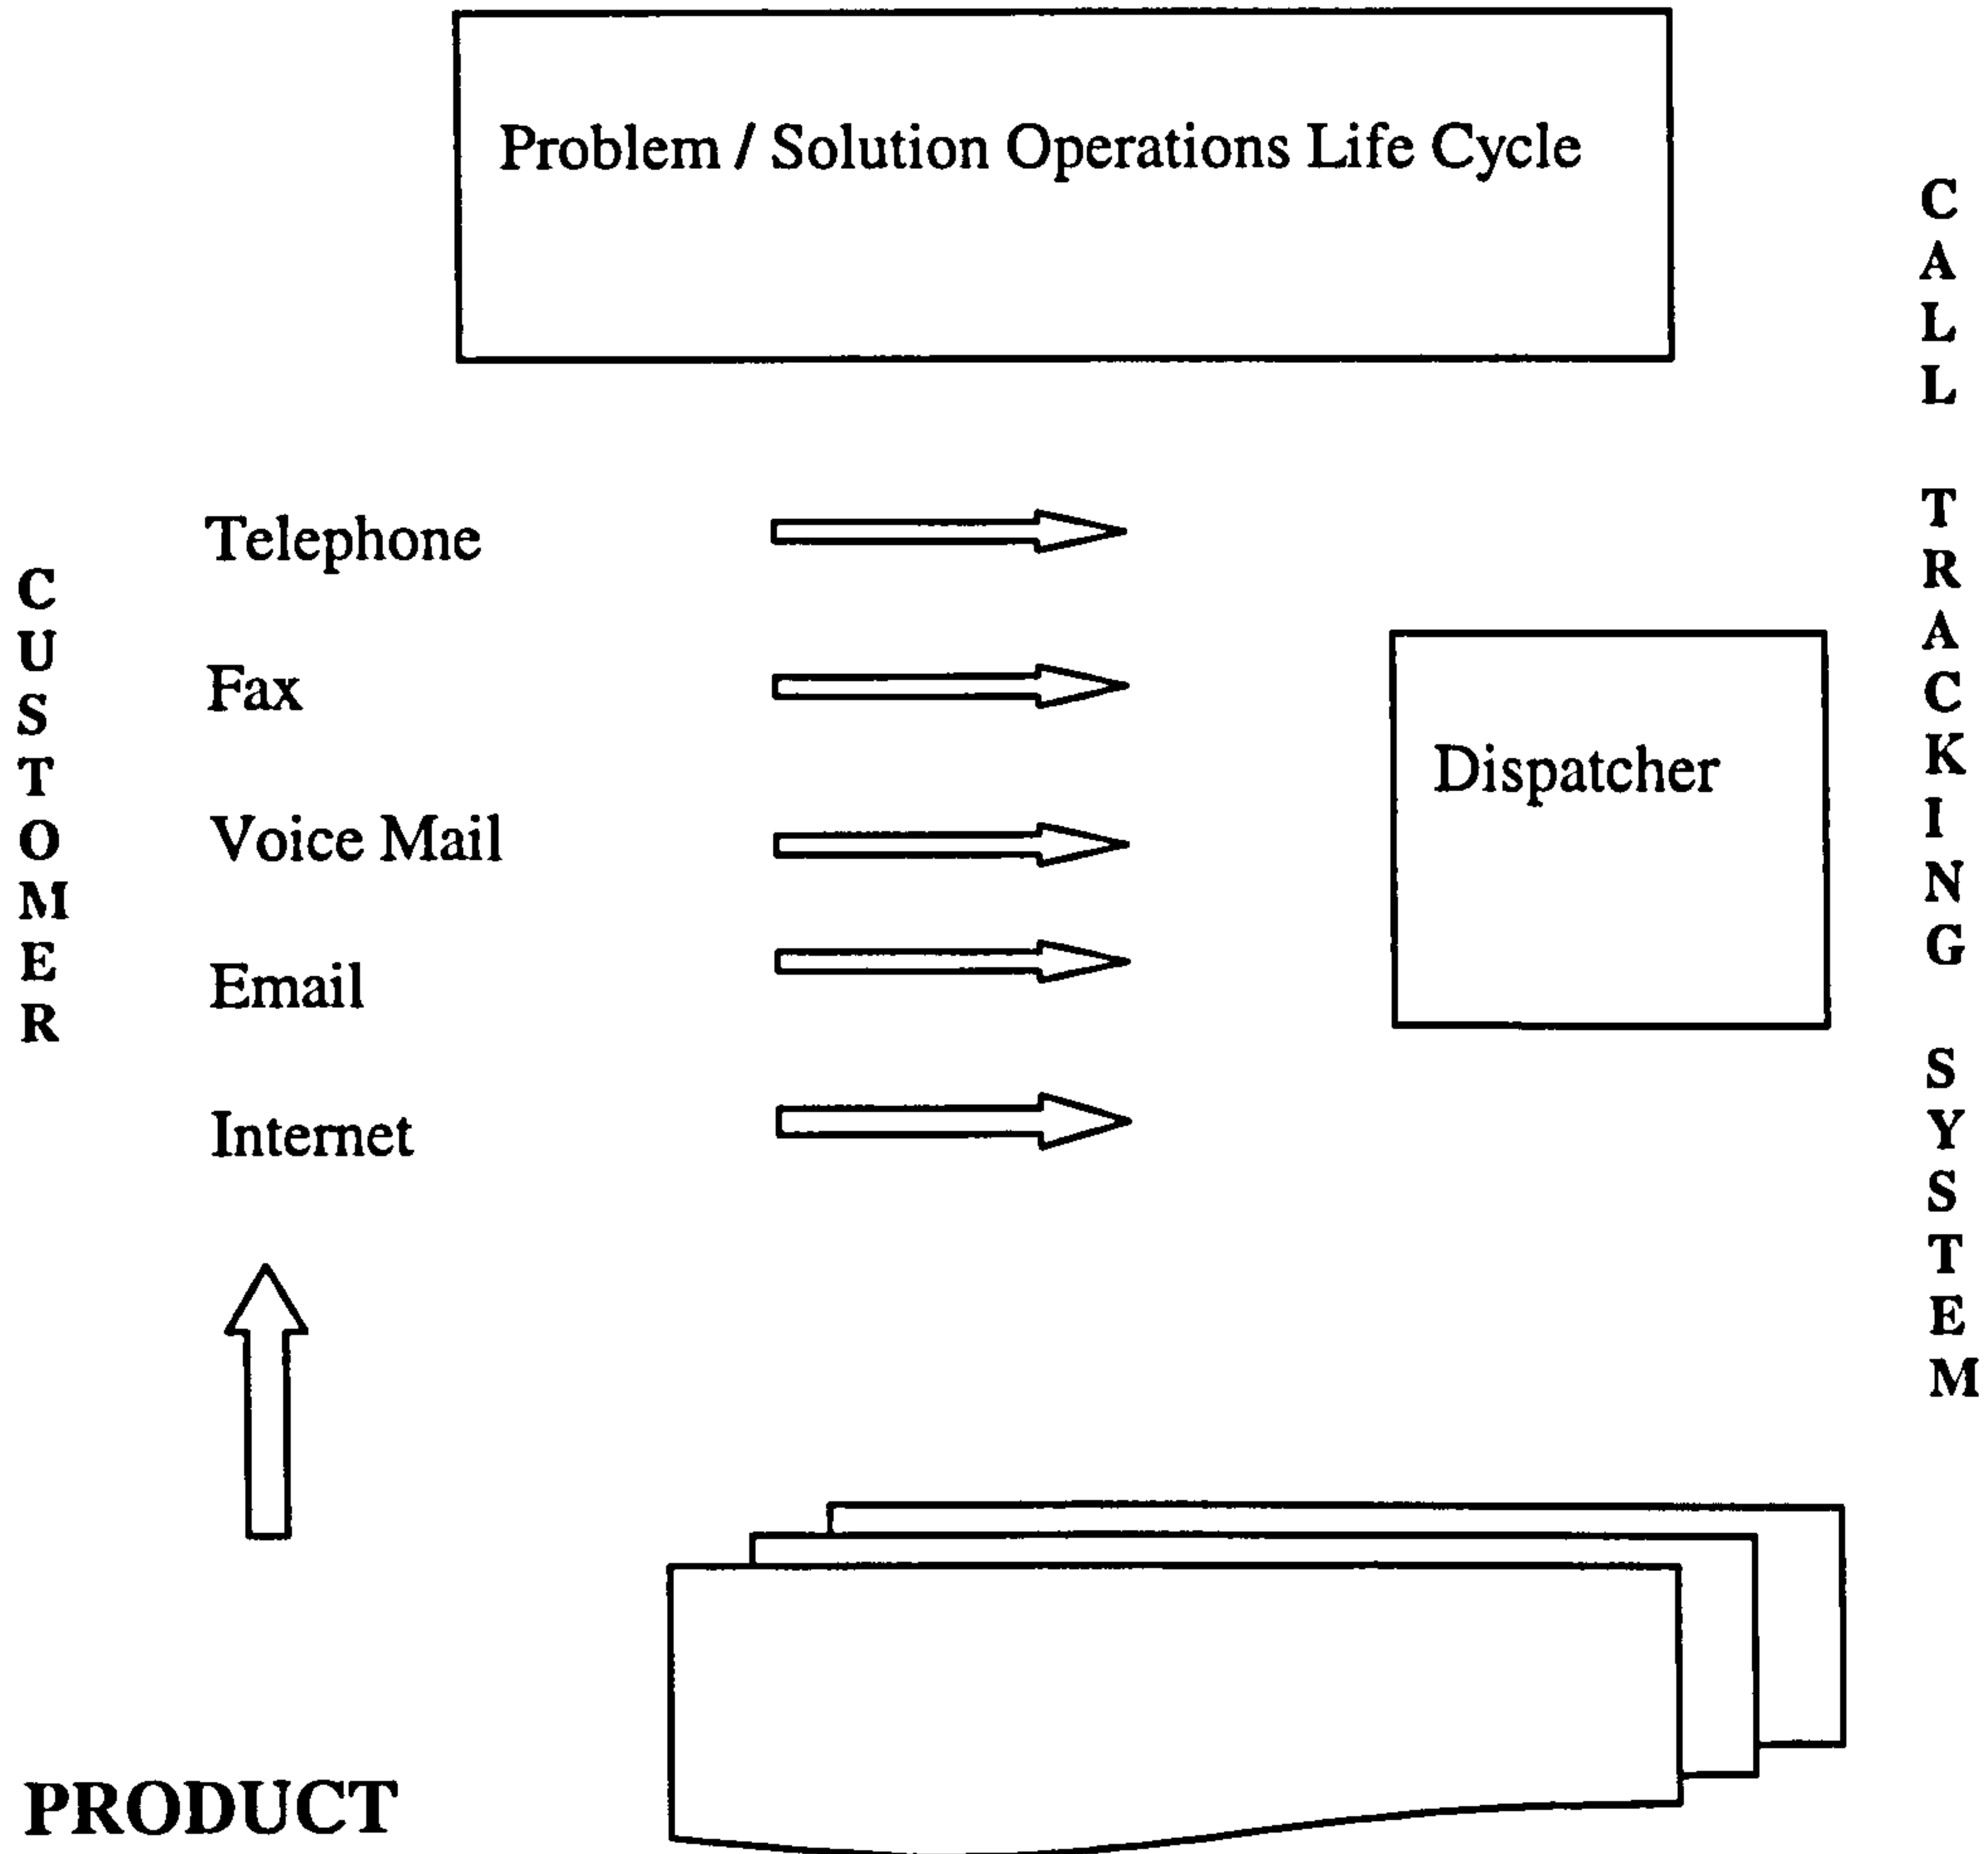 Problem / Solution Operations Life Cycle
CUSTOMER
Telephone
Fax
Voice Mail
Email
Internet
Dispatcher
CALL TRACKING SYSTEM
PRODUCT